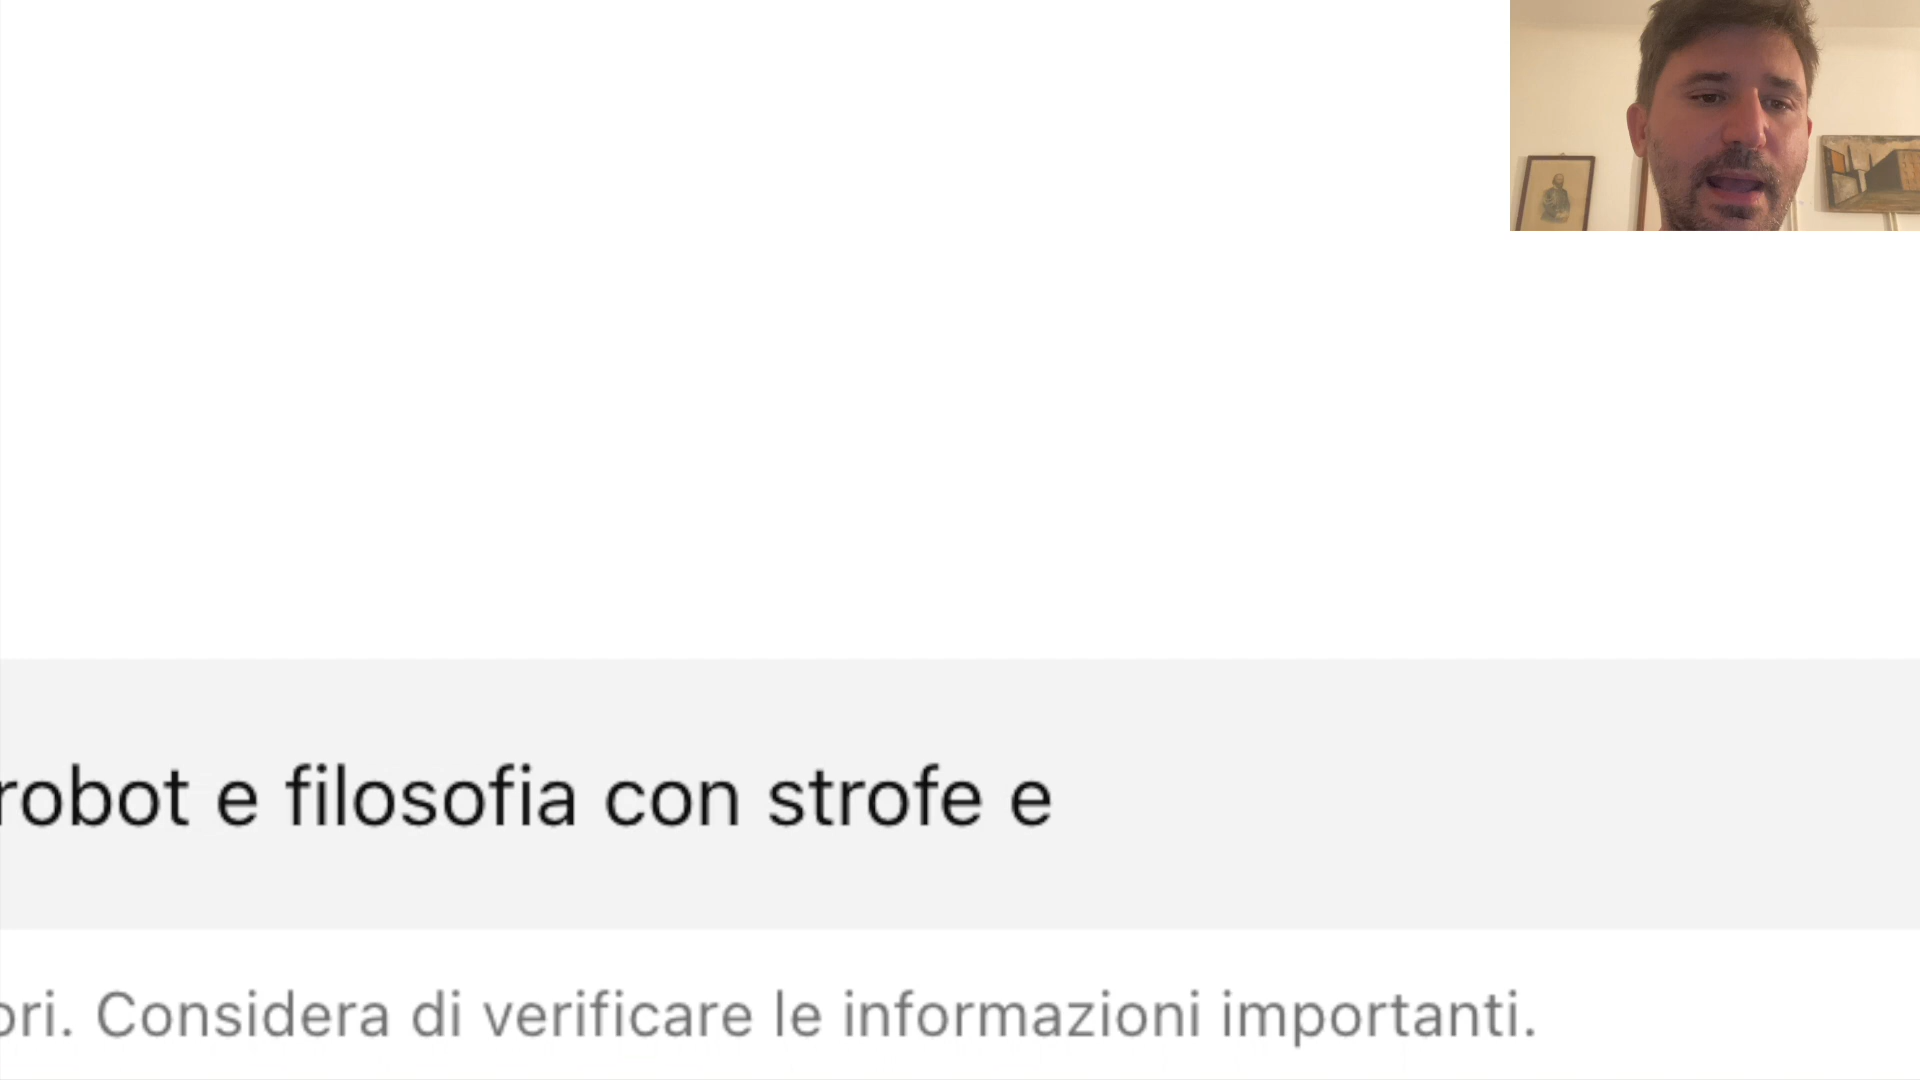 robot e filosofia con strofe e
ori. Considera di verificare le informazioni importanti.